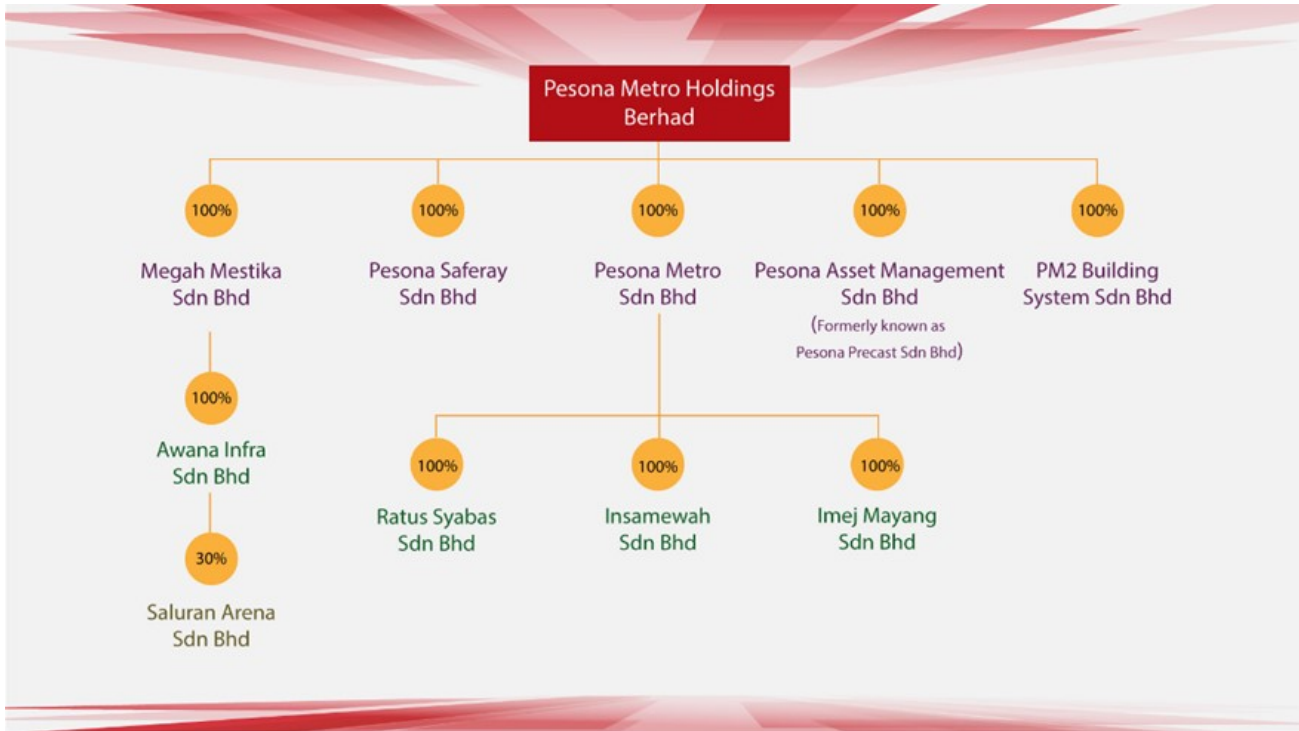 Pesona Metro Holdings
Berhad
100%
100%
100%
100%
100%
Megah Mestika
Sdn Bhd
Pesona Saferay
Sdn Bhd
Pesona Metro
Sdn Bhd
Pesona Asset Management
Sdn Bhd
(Formerly known as
Pesona Precast Sdn Bhd)
PM2 Building
System Sdn Bhd
100%
Awana Infra
Sdn Bhd
100%
100%
100%
Ratus Syabas
Sdn Bhd
Insamewah
Sdn Bhd
Imej Mayang
Sdn Bhd
30%
Saluran Arena
Sdn Bhd